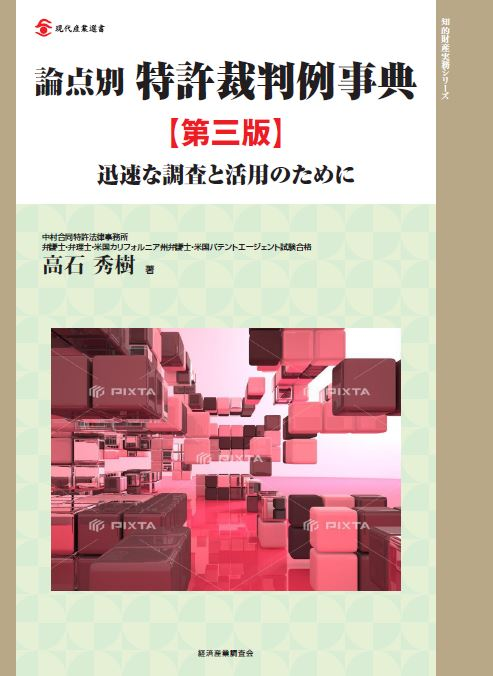 現代産業選書
知的財産実務シリーズ
論点別 特許裁判例事典
【第三版】
迅速な調査と活用のために
中村合同特許法律事務所
弁護士・弁理士・米国カリフォルニア州弁護士・米国パテントエージェント試験合格
高石 秀樹 著
PIXTA
PIXTA
PIXTA
PIXTA
PIXTA
経済産業調査会